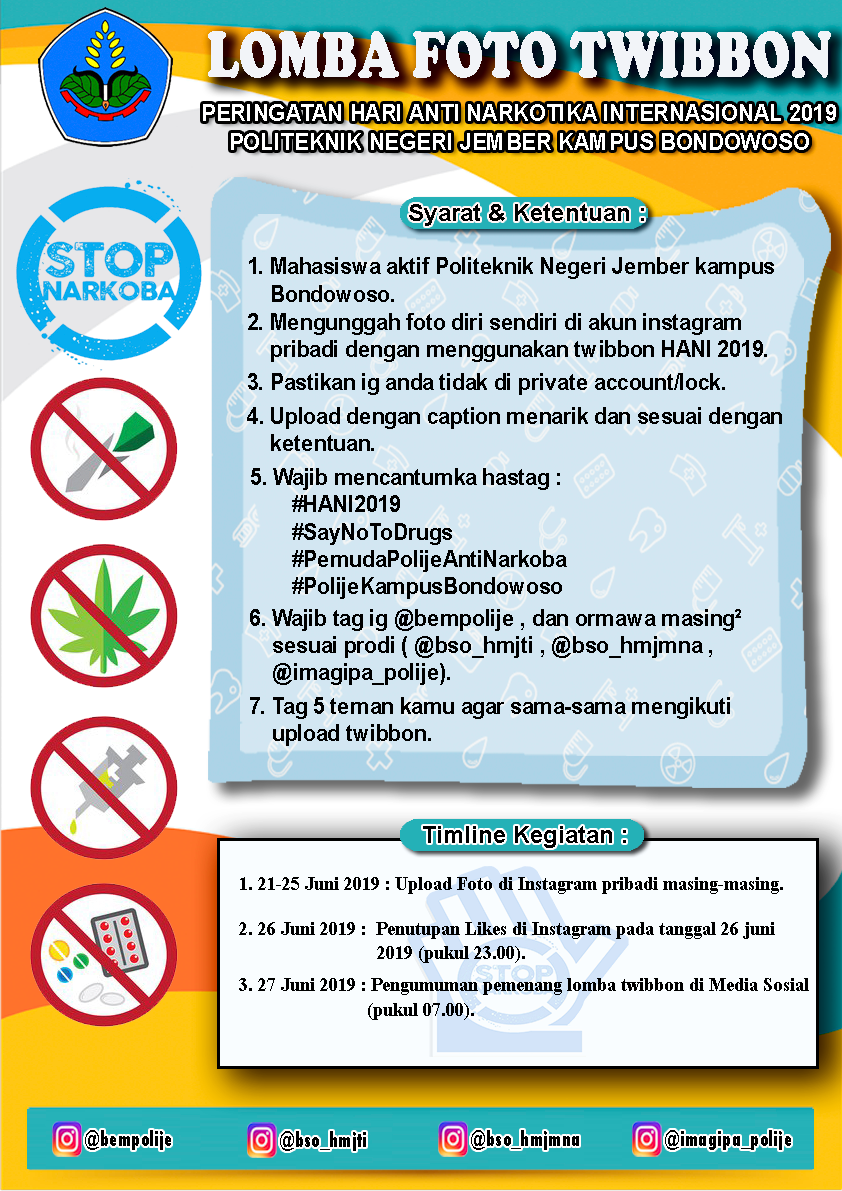 LOMBA FOTO TWIBBON
PERINGATAN HARI ANTI NARKOTIKA INTERNASIONAL 2019
POLITEKNIK NEGERI JEMBER KAMPUS BONDOWOSO
STOP
NARKOBA
Syarat & Ketentuan :
1. Mahasiswa aktif Politeknik Negeri Jember kampus
Bondowoso.
2. Mengunggah foto diri sendiri di akun instagram
pribadi dengan menggunakan twibbon HANI 2019.
3. Pastikan ig anda tidak di private account/lock.
4. Upload dengan caption menarik dan sesuai dengan
ketentuan.
5. Wajib mencantumka hastag :
#HANI2019
#SayNoToDrugs
#PemudaPolijeAntiNarkoba
#PolijeKampusBondowoso
6. Wajib tag ig @bempolije , dan ormawa masing²
sesuai prodi ( @bso_hmjti , @bso_hmjmna ,
@imagipa_polije).
7. Tag 5 teman kamu agar sama-sama mengikuti
upload twibbon.
Timline Kegiatan :
1. 21-25 Juni 2019 : Upload Foto di Instagram pribadi masing-masing.
2. 26 Juni 2019 : Penutupan Likes di Instagram pada tanggal 26 juni
2019 (pukul 23.00).
3. 27 Juni 2019 : Pengumuman pemenang lomba twibbon di Media Sosial
(pukul 07.00).
STOP
NARKOBA
@bempolije
@bso_hmjti
@bso_hmjmna
@imagipa_polije